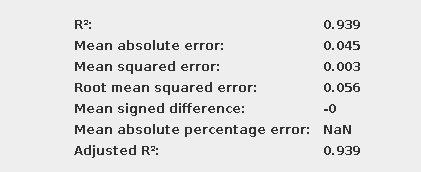 R²: 0.939
Mean absolute error: 0.045
Mean squared error: 0.003
Root mean squared error: 0.056
Mean signed difference: -0
Mean absolute percentage error: NaN
Adjusted R²: 0.939